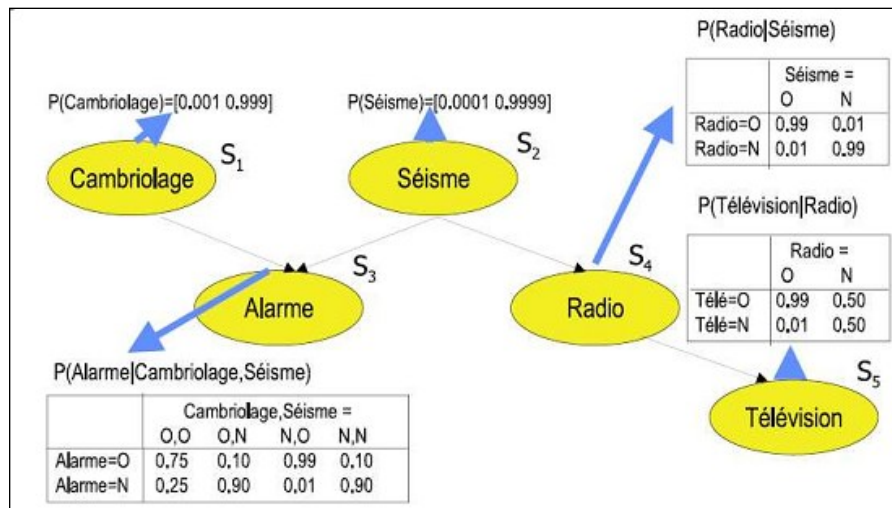 P(Radio|Séisme)
Séisme =
O N
Radio=O 0.99 0.01
Radio=N 0.01 0.99
P(Cambriolage)=[0.001 0.999]
P(Séisme)=[0.0001 0.9999]
Cambriolage
S1
Séisme
S2
P(Télévision|Radio)
Radio =
O N
Télé=O 0.99 0.50
Télé=N 0.01 0.50
Alarme
S3
Radio
S4
P(Alarme|Cambriolage,Séisme)
Cambriolage,Séisme =
O,O O,N N,O N,N
Alarme=O 0.75 0.10 0.99 0.10
Alarme=N 0.25 0.90 0.01 0.90
S5
Télévision